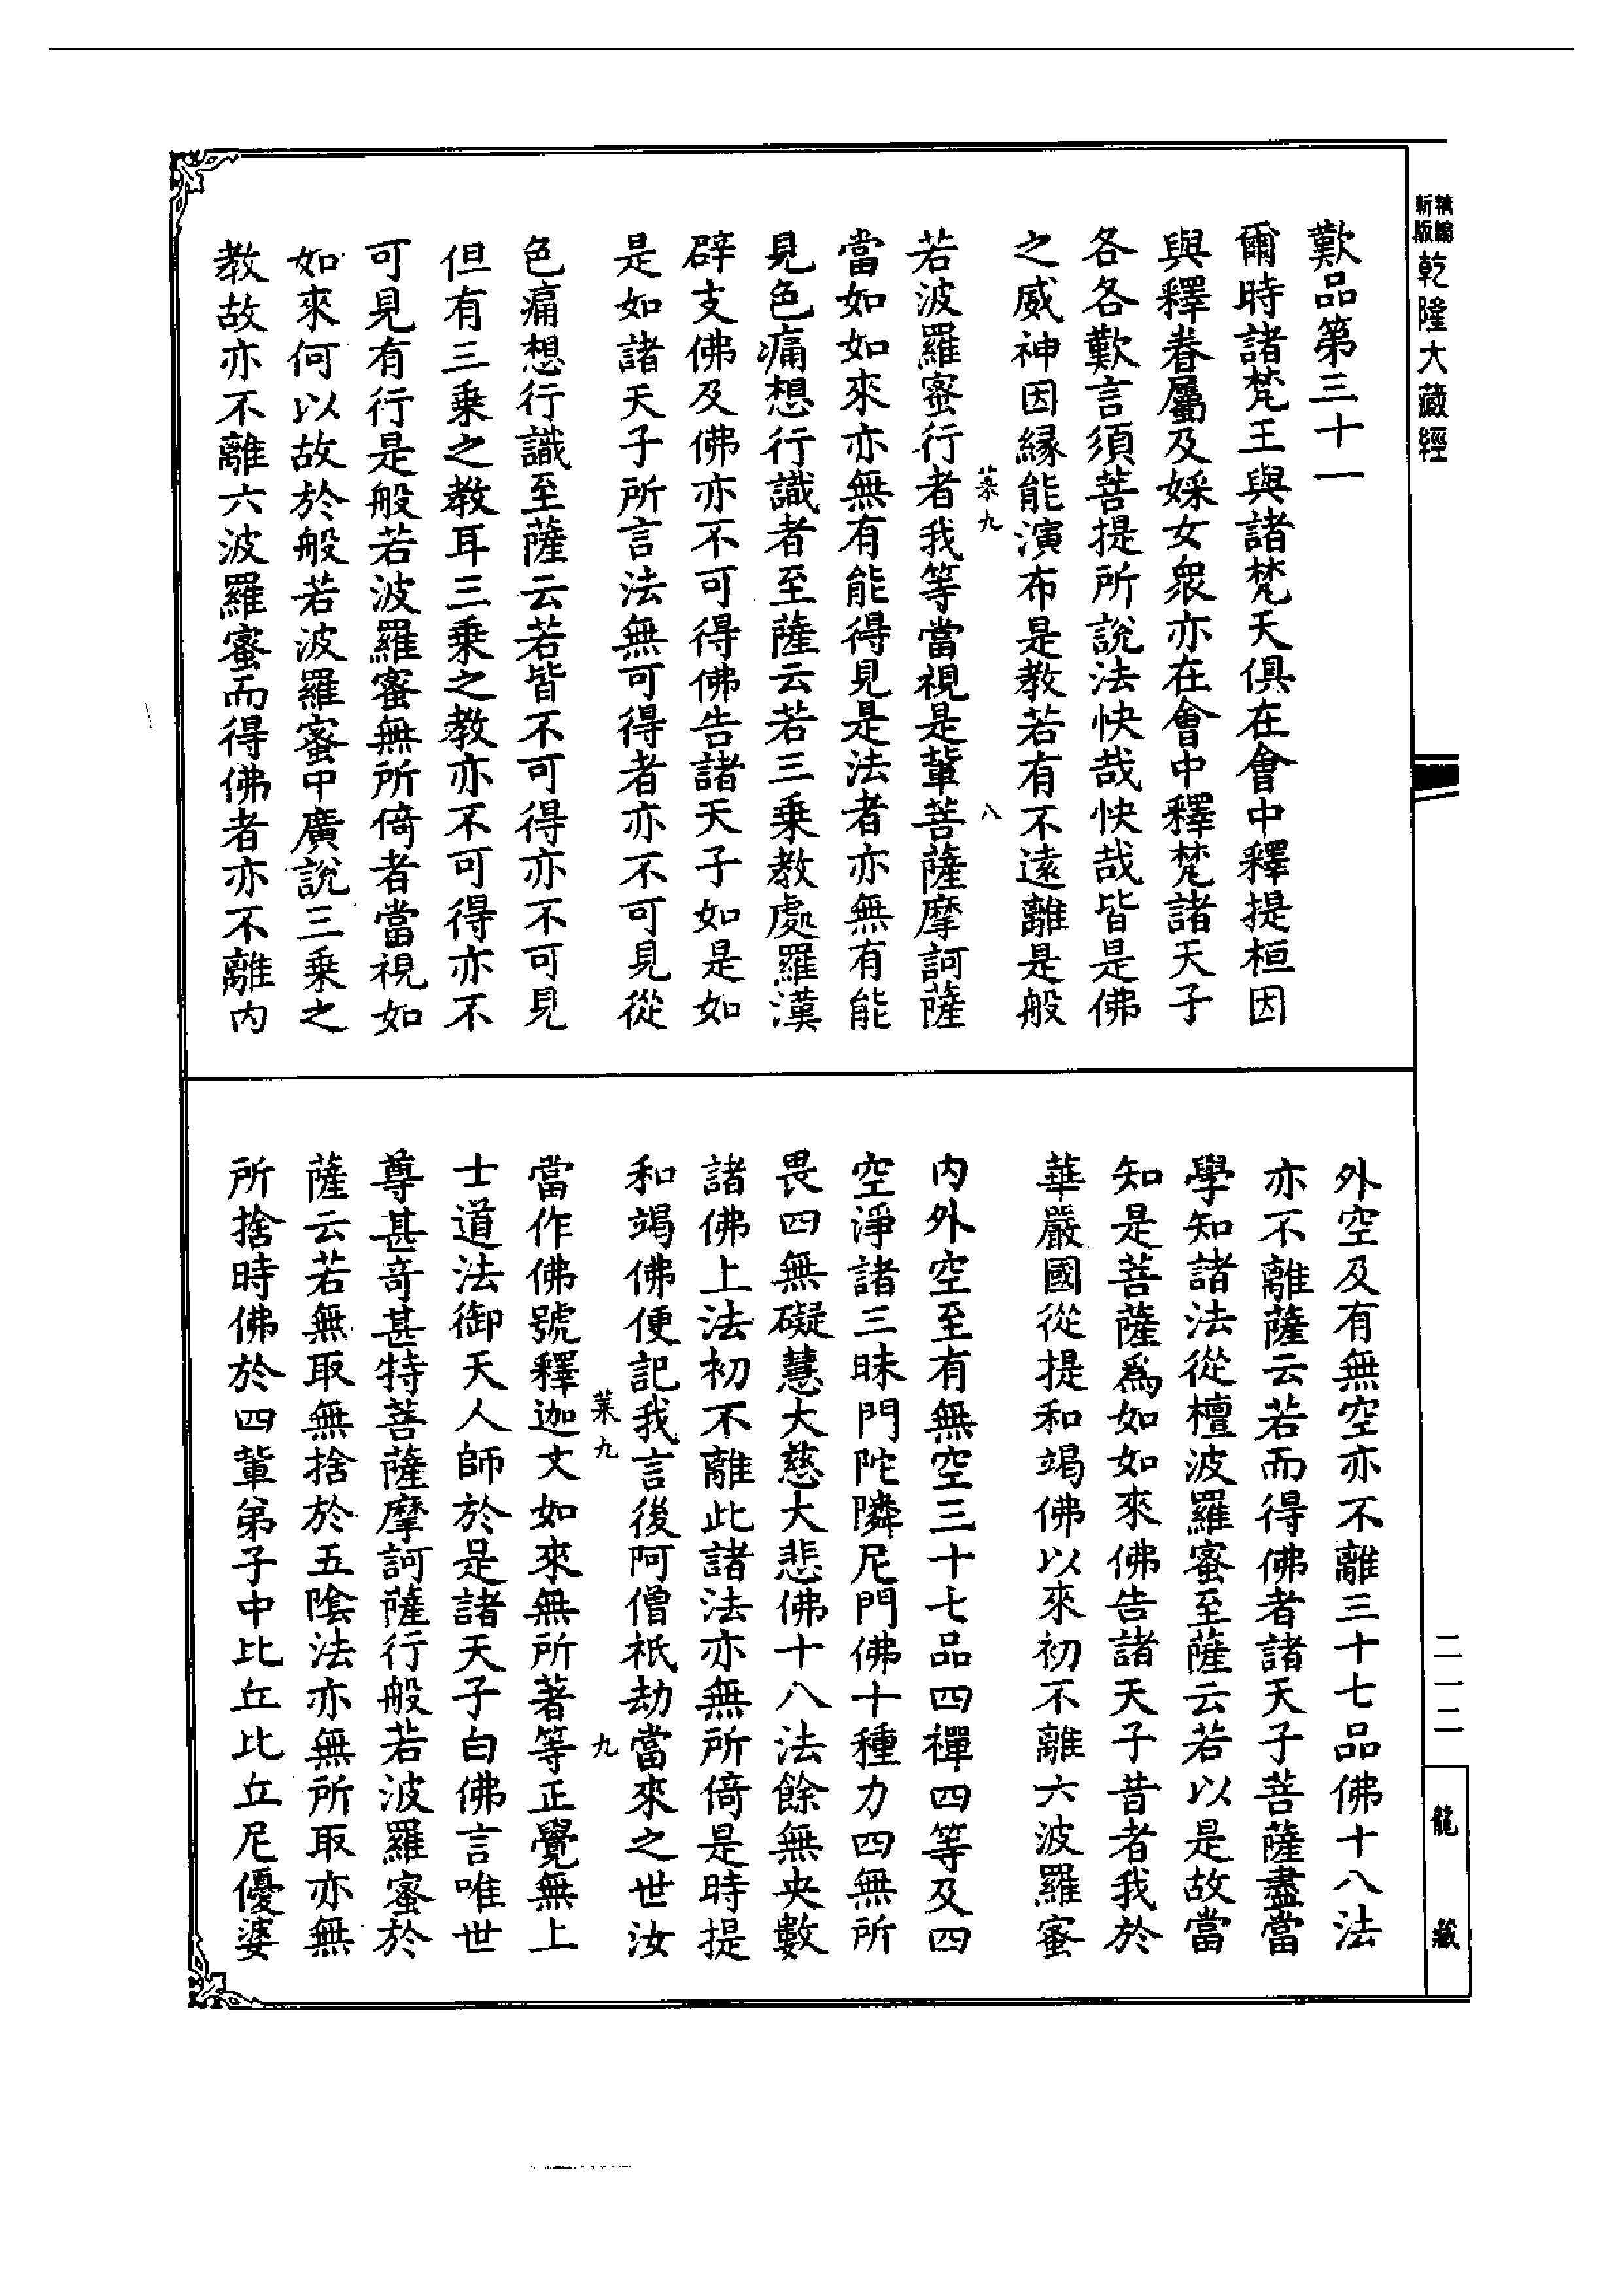 新版精編乾隆大藏經
歎品第三十一
爾時諸梵王與諸梵天俱在會中釋提桓因
與釋眷屬及婇女眾亦在會中釋梵諸天子
各各歎言須菩提所說法快哉快哉皆是佛
之威神因緣能演布是教若有不遠離是般
菜九 八
若波羅蜜行者我等當視是輩菩薩摩訶薩
當如如來亦無有能得見是法者亦無有能
見色痛想行識者至薩云若三乘教處羅漢
辟支佛及佛亦不可得佛告諸天子如是如
是如諸天子所言法無可得者亦不可見從
色痛想行識至薩云若皆不可得亦不可見
但有三乘之教耳三乘之教亦不可得亦不
可見有行是般若波羅蜜無所倚者當視如
如來何以故於般若波羅蜜中廣說三乘之
教故亦不離六波羅蜜而得佛者亦不離內
外空及有無空亦不離三十七品佛十八法
亦不離薩云若而得佛者諸天子菩薩盡當
學知諸法從檀波羅蜜至薩云若以是故當
知是菩薩爲如如來佛告諸天子昔者我於
華嚴國從提和竭佛以來初不離六波羅蜜
內外空至有無空三十七品四禪四等及四
空淨諸三昧門陀隣尼門佛十種力四無所
畏四無礙慧大慈大悲佛十八法餘無央數
諸佛上法初不離此諸法亦無所倚是時提
和竭佛便記我言後阿僧祇劫當來之世汝
菜九 九
當作佛號釋迦文如來無所著等正覺無上
士道法御天人師於是諸天子白佛言唯世
尊甚奇甚特菩薩摩訶薩行般若波羅蜜於
薩云若無取無捨於五陰法亦無所取亦無
所捨時佛於四輩弟子中比丘比丘尼優婆
二一二
龍藏